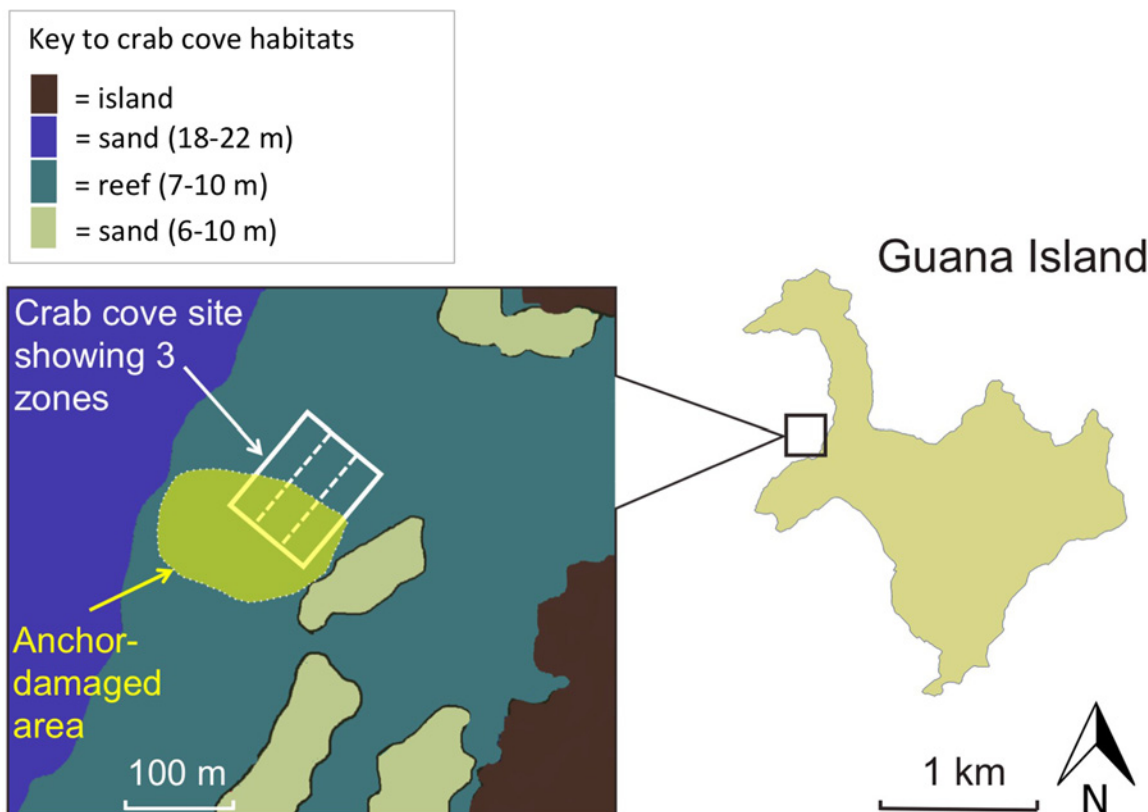 Key to crab cove habitats
= island
= sand (18-22 m)
= reef (7-10 m)
= sand (6-10 m)
Guana Island
Crab cove site
showing 3
zones
Anchor-
damaged
area
100 m
1 km
N